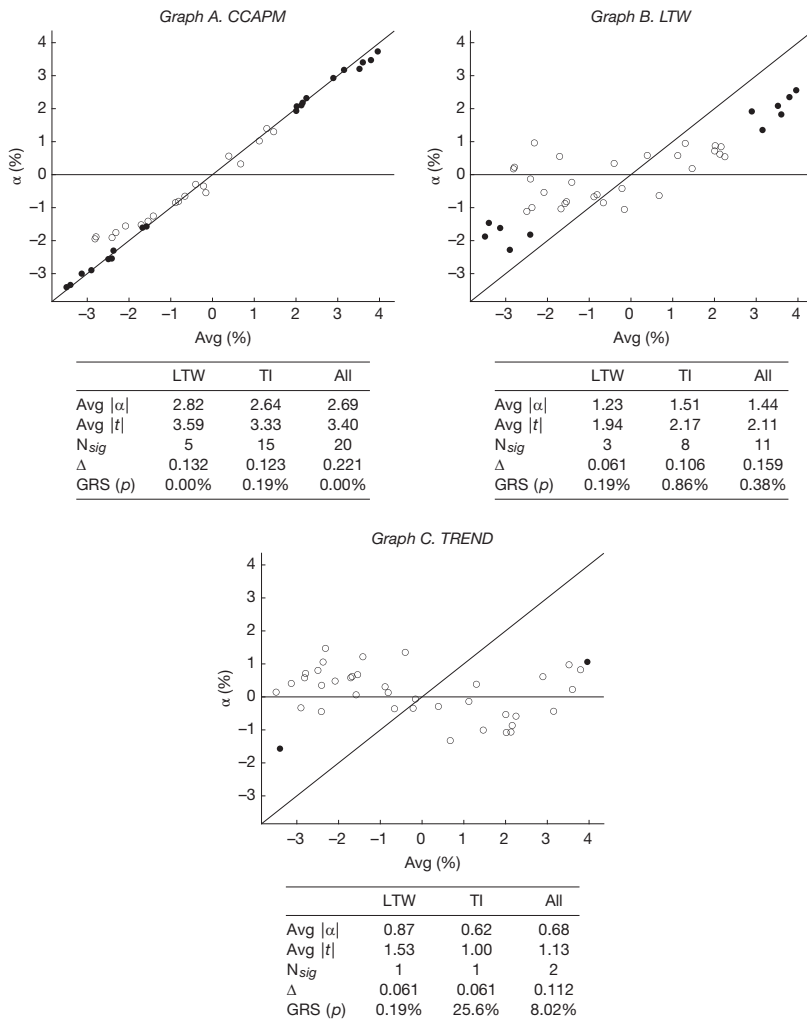 Graph A. CCAPM
4
3
2
1
0
−1
−2
−3
α (%)
−3 −2 −1 0 1 2 3 4
Avg (%)
LTW TI All
Avg |α| 2.82 2.64 2.69
Avg |t| 3.59 3.33 3.40
Nsig 5 15 20
Δ 0.132 0.123 0.221
GRS (p) 0.00% 0.19% 0.00%
Graph B. LTW
4
3
2
1
0
−1
−2
−3
α (%)
−3 −2 −1 0 1 2 3 4
Avg (%)
LTW TI All
Avg |α| 1.23 1.51 1.44
Avg |t| 1.94 2.17 2.11
Nsig 3 8 11
Δ 0.061 0.106 0.159
GRS (p) 0.19% 0.86% 0.38%
Graph C. TREND
4
3
2
1
0
−1
−2
−3
α (%)
−3 −2 −1 0 1 2 3 4
Avg (%)
LTW TI All
Avg |α| 0.87 0.62 0.68
Avg |t| 1.53 1.00 1.13
Nsig 1 1 2
Δ 0.061 0.061 0.112
GRS (p) 0.19% 25.6% 8.02%